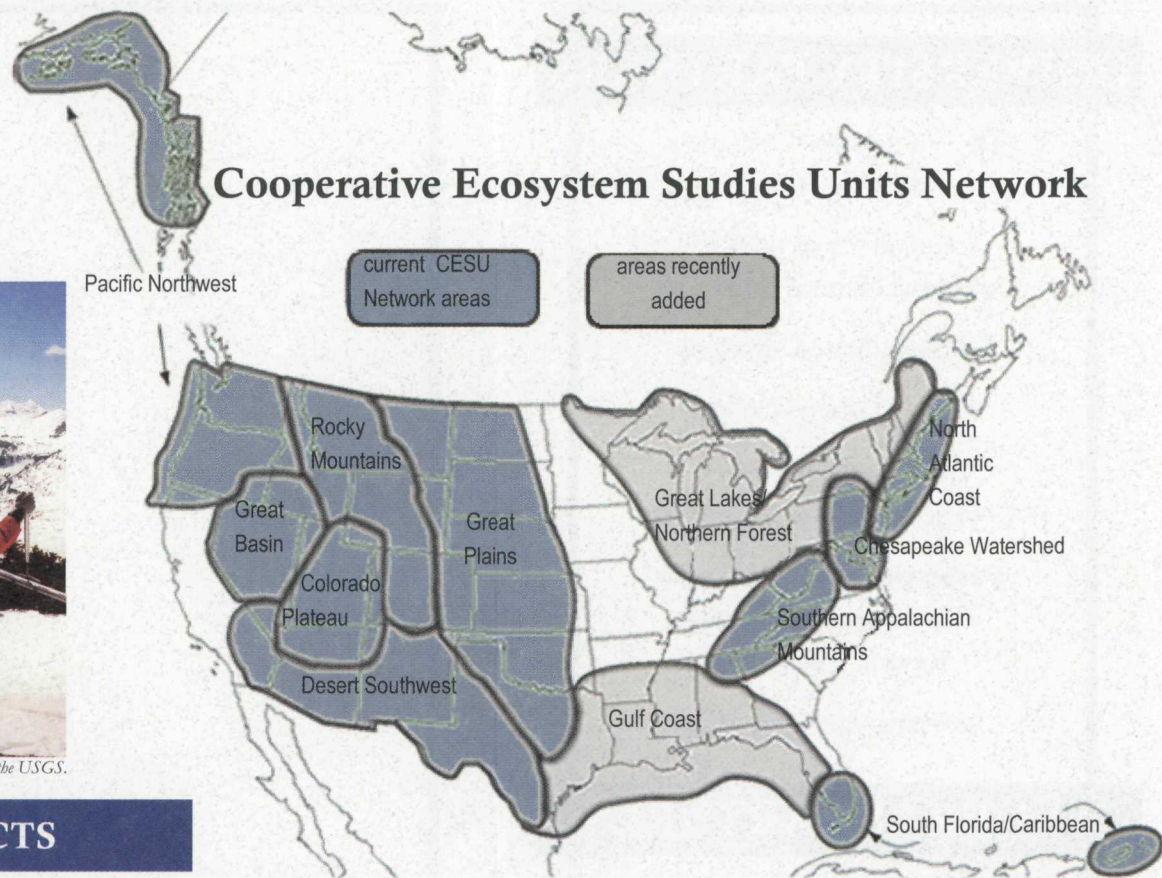 Cooperative Ecosystem Studies Units Network
current CESU
Network areas
areas recently
added
Pacific Northwest
Rocky
Mountains
Great
Basin
Great
Plains
Colorado
Plateau
Desert Southwest
Great Lakes/
Northern Forest
North
Atlantic
Coast
Chesapeake Watershed
Southern Appalachian
Mountains
Gulf Coast
South Florida/Caribbean
the USGS.
CTS